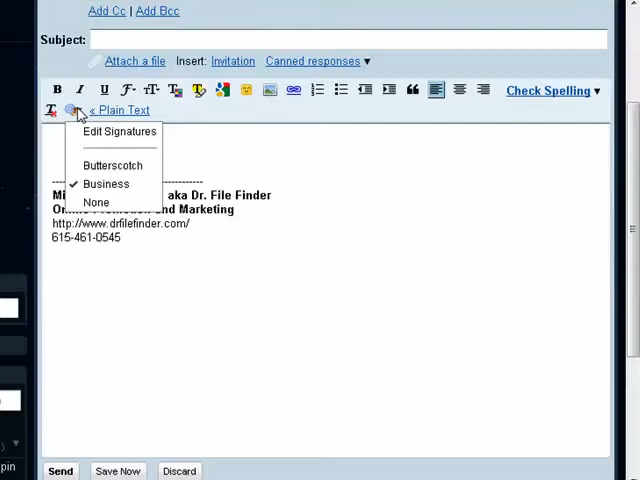 Add Cc | Add Bcc
Subject:
Attach a file Insert: Invitation Canned responses ▼
B I U Check Spelling ▼
« Plain Text
Edit Signatures
Butterscotch
✓ Business
None
aka Dr. File Finder
and Marketing
http://www.drfilefinder.com/
615-461-0545
Send Save Now Discard
pin